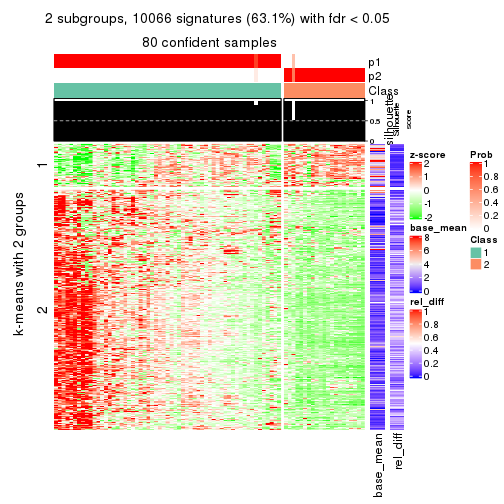 2 subgroups, 10066 signatures (63.1%) with fdr < 0.05
80 confident samples
p1
p2
Class
silhouette
Silhouette
score
1
0.5
0
k-means with 2 groups
1
2
base_mean
rel_diff
z-score
2
1
0
-1
-2
base_mean
8
6
4
2
0
rel_diff
1
0.8
0.6
0.4
0.2
0
Prob
1
0.8
0.6
0.4
0.2
0
Class
1
2